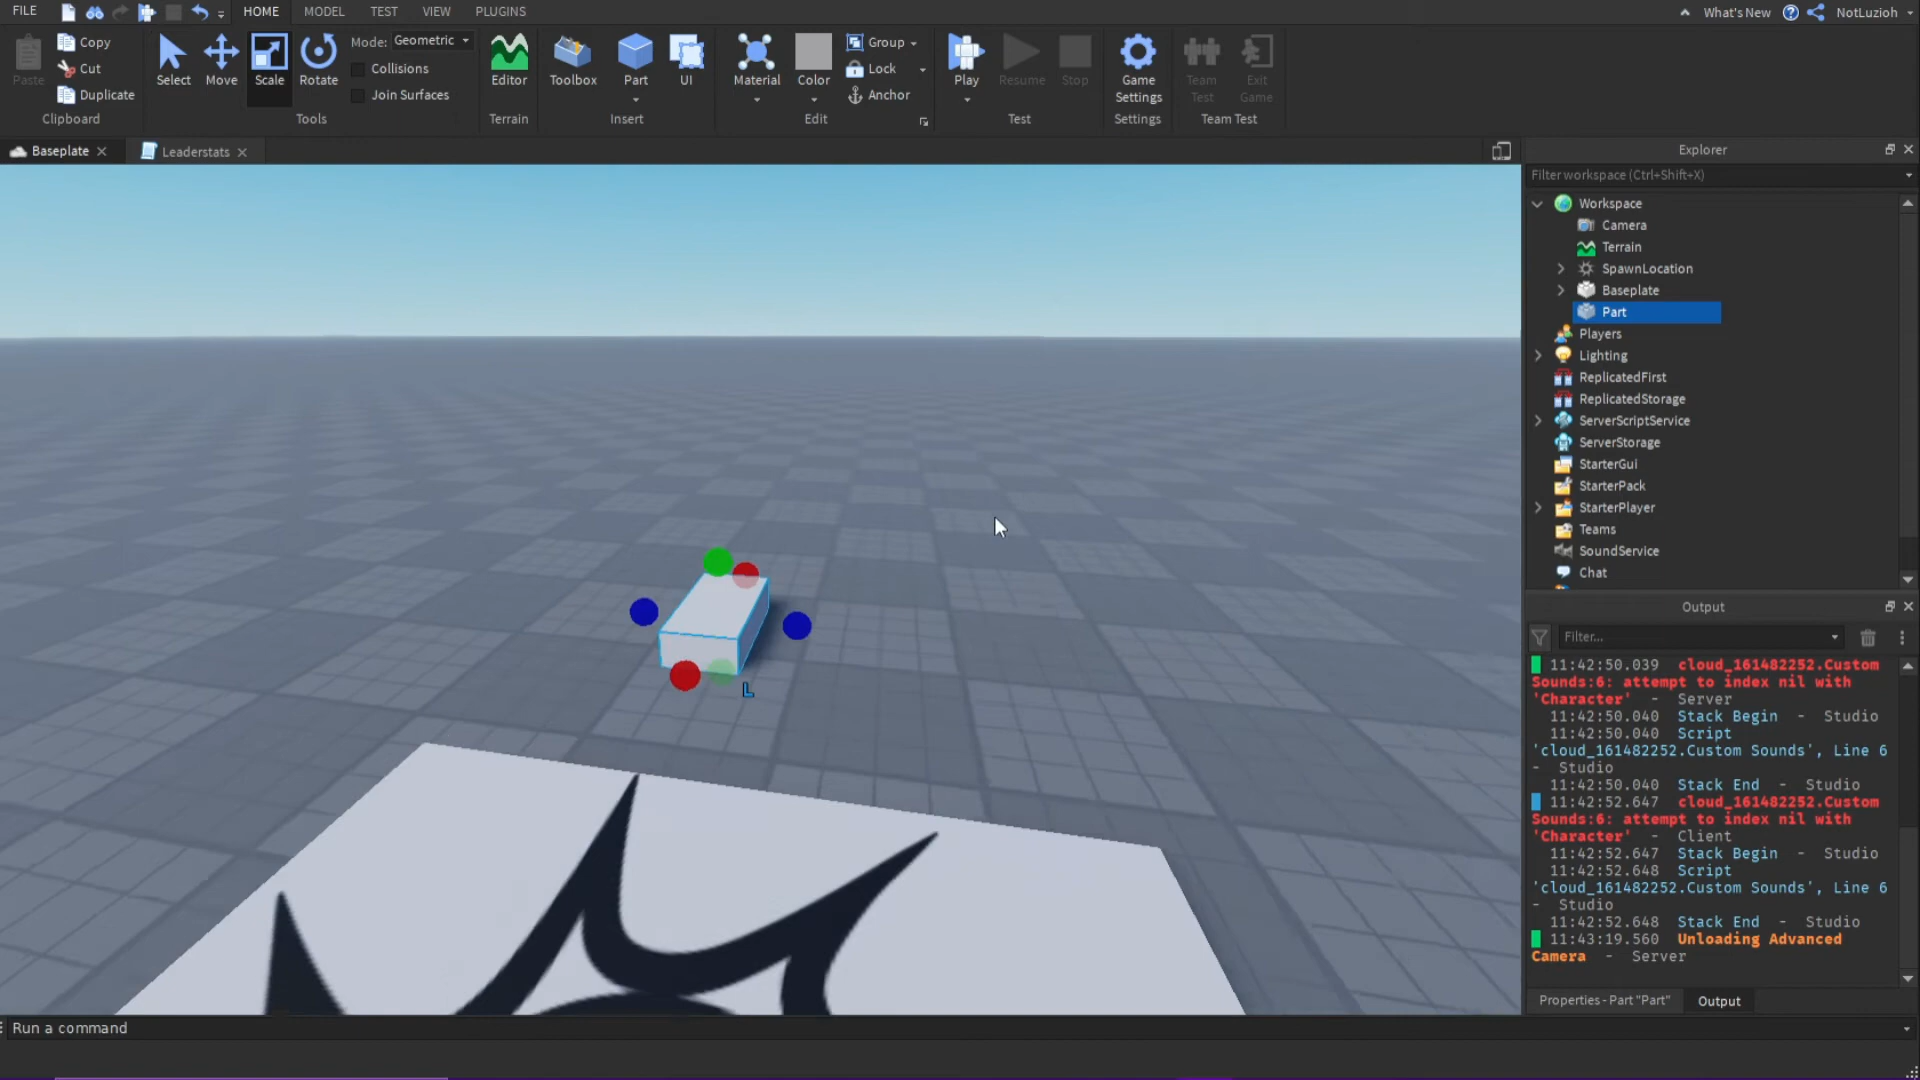 FILE
HOME
MODEL
TEST
VIEW
PLUGINS
What's New
NotLuzioh
Paste
Copy
Cut
Duplicate
Clipboard
Select
Move
Scale
Rotate
Mode: Geometric
Collisions
Join Surfaces
Tools
Editor
Terrain
Toolbox
Part
UI
Insert
Material
Color
Group
Lock
Anchor
Edit
Play
Resume
Stop
Test
Game
Settings
Settings
Team
Test
Exit
Game
Team Test
Baseplate
Leaderstats
L
Explorer
Filter workspace (Ctrl+Shift+X)
Workspace
Camera
Terrain
SpawnLocation
Baseplate
Part
Players
Lighting
ReplicatedFirst
ReplicatedStorage
ServerScriptService
ServerStorage
StarterGui
StarterPack
StarterPlayer
Teams
SoundService
Chat
Output
Filter...
11:42:50.039 cloud_161482252.Custom
Sounds:6: attempt to index nil with
'Character' - Server
11:42:50.040 Stack Begin - Studio
11:42:50.040 Script
'cloud_161482252.Custom Sounds', Line 6
- Studio
11:42:50.040 Stack End - Studio
11:42:52.647 cloud_161482252.Custom
Sounds:6: attempt to index nil with
'Character' - Client
11:42:52.647 Stack Begin - Studio
11:42:52.648 Script
'cloud_161482252.Custom Sounds', Line 6
- Studio
11:42:52.648 Stack End - Studio
11:43:19.560 Unloading Advanced
Camera - Server
Properties - Part "Part"
Output
Run a command